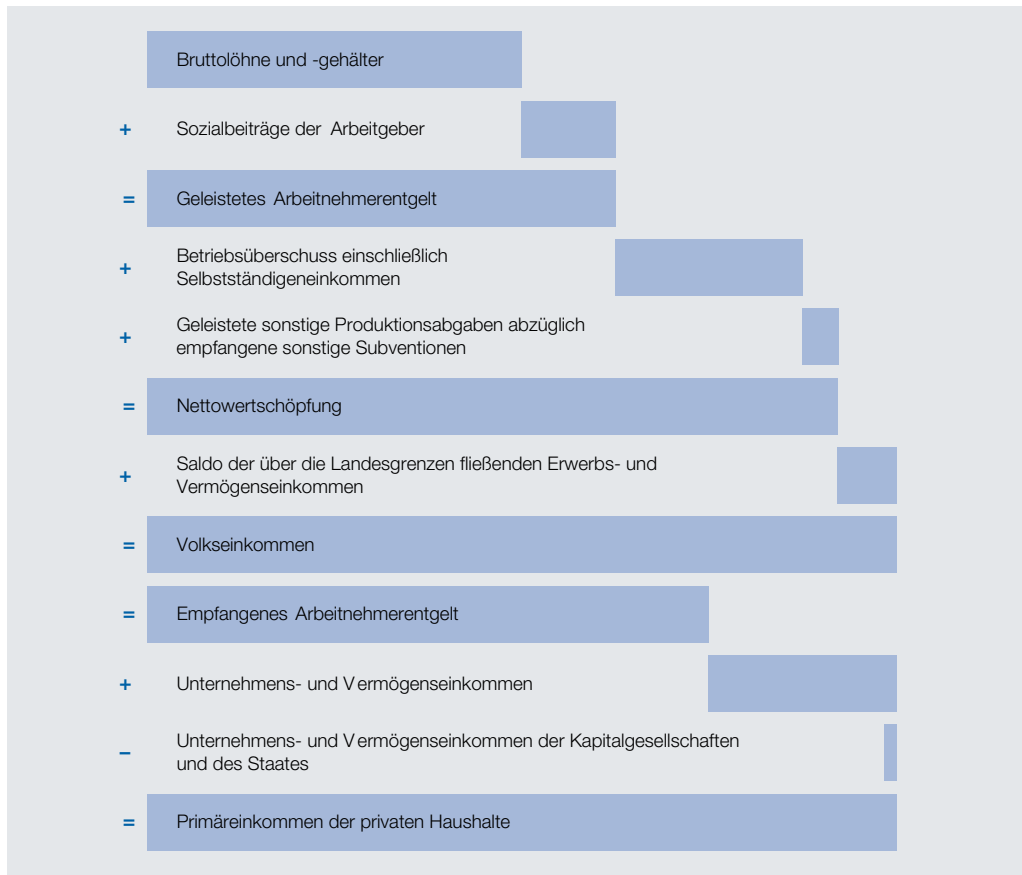 Bruttolöhne und -gehälter
+ Sozialbeiträge der Arbeitgeber
= Geleistetes Arbeitnehmerentgelt
+ Betriebsüberschuss einschließlich
Selbstständigeneinkommen
+ Geleistete sonstige Produktionsabgaben abzüglich
empfangene sonstige Subventionen
= Nettowertschöpfung
+ Saldo der über die Landesgrenzen fließenden Erwerbs- und
Vermögenseinkommen
= Volkseinkommen
= Empfangenes Arbeitnehmerentgelt
+ Unternehmens- und Vermögenseinkommen
– Unternehmens- und Vermögenseinkommen der Kapitalgesellschaften
und des Staates
= Primäreinkommen der privaten Haushalte